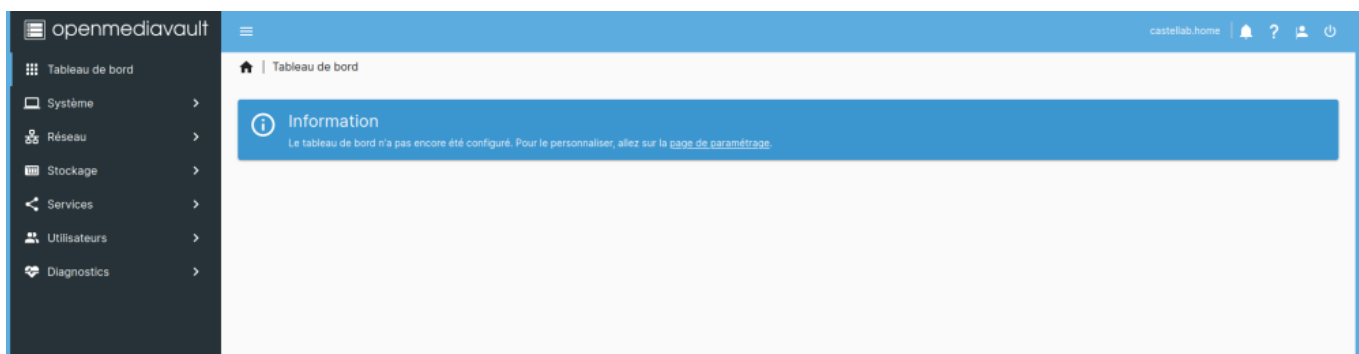 openmediavault
castellab.home
Tableau de bord
Système
Réseau
Stockage
Services
Utilisateurs
Diagnostics
Tableau de bord
Information
Le tableau de bord n'a pas encore été configuré. Pour le personnaliser, allez sur la page de paramétrage.